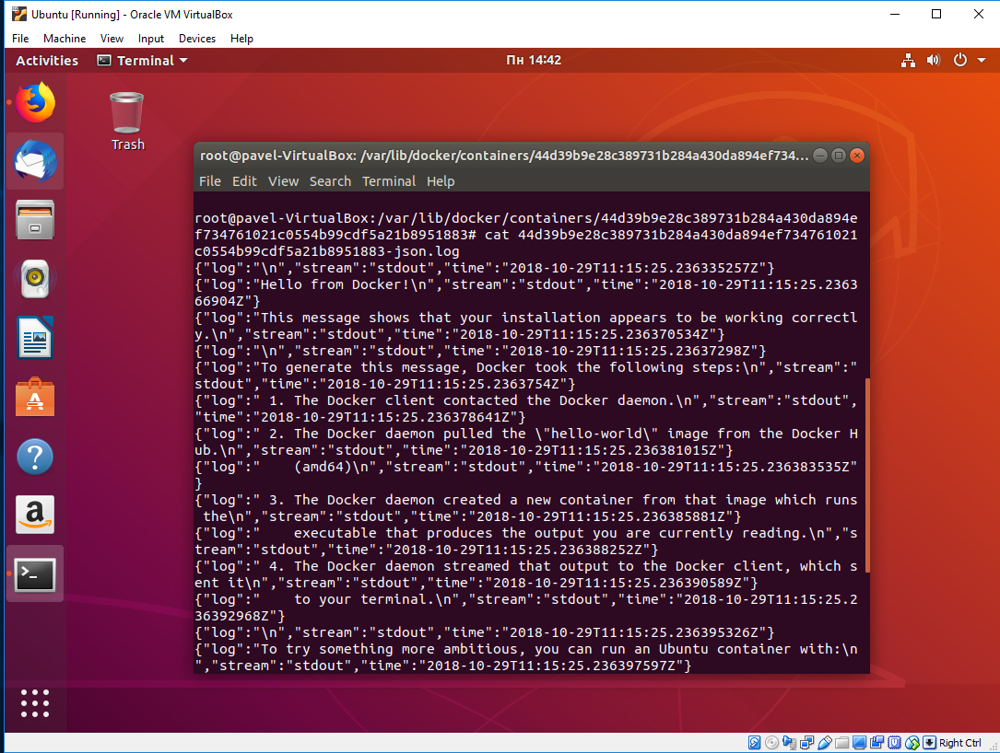 Ubuntu [Running] - Oracle VM VirtualBox
File Machine View Input Devices Help
Activities Terminal Пн 14:42
Trash
root@pavel-VirtualBox: /var/lib/docker/containers/44d39b9e28c389731b284a430da894ef734...
File Edit View Search Terminal Help
root@pavel-VirtualBox:/var/lib/docker/containers/44d39b9e28c389731b284a430da894e
f734761021c0554b99cdf5a21b8951883# cat 44d39b9e28c389731b284a430da894ef734761021
c0554b99cdf5a21b8951883-json.log
{"log":"\n","stream":"stdout","time":"2018-10-29T11:15:25.236335257Z"}
{"log":"Hello from Docker!\n","stream":"stdout","time":"2018-10-29T11:15:25.2363
66904Z"}
{"log":"This message shows that your installation appears to be working correctl
y.\n","stream":"stdout","time":"2018-10-29T11:15:25.236370534Z"}
{"log":"\n","stream":"stdout","time":"2018-10-29T11:15:25.23637298Z"}
{"log":"To generate this message, Docker took the following steps:\n","stream":"
stdout","time":"2018-10-29T11:15:25.2363754Z"}
{"log":" 1. The Docker client contacted the Docker daemon.\n","stream":"stdout",
"time":"2018-10-29T11:15:25.236378641Z"}
{"log":" 2. The Docker daemon pulled the \"hello-world\" image from the Docker H
ub.\n","stream":"stdout","time":"2018-10-29T11:15:25.236381015Z"}
{"log":"    (amd64)\n","stream":"stdout","time":"2018-10-29T11:15:25.236383535Z"
}
{"log":" 3. The Docker daemon created a new container from that image which runs
 the\n","stream":"stdout","time":"2018-10-29T11:15:25.236385881Z"}
{"log":"    executable that produces the output you are currently reading.\n","s
tream":"stdout","time":"2018-10-29T11:15:25.236388252Z"}
{"log":" 4. The Docker daemon streamed that output to the Docker client, which s
ent it\n","stream":"stdout","time":"2018-10-29T11:15:25.236390589Z"}
{"log":"    to your terminal.\n","stream":"stdout","time":"2018-10-29T11:15:25.2
36392968Z"}
{"log":"\n","stream":"stdout","time":"2018-10-29T11:15:25.236395326Z"}
{"log":"To try something more ambitious, you can run an Ubuntu container with:\n
","stream":"stdout","time":"2018-10-29T11:15:25.236397597Z"}
Right Ctrl